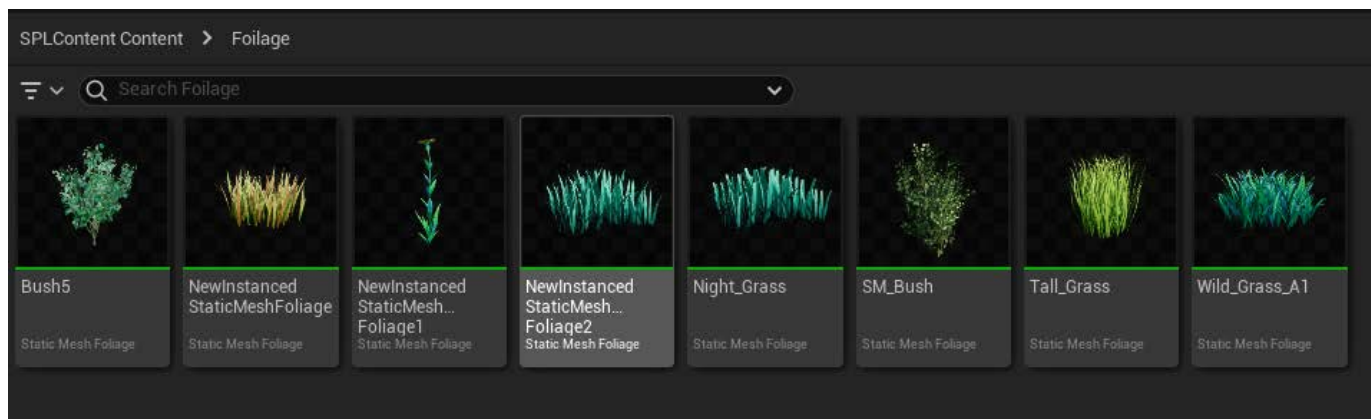 SPLContent Content > Foilage
Search Foilage
Bush5
Static Mesh Foliage
NewInstanced
StaticMeshFoliage
Static Mesh Foliage
NewInstanced
StaticMesh...
Foliage1
Static Mesh Foliage
NewInstanced
StaticMesh...
Foliage2
Static Mesh Foliage
Night_Grass
Static Mesh Foliage
SM_Bush
Static Mesh Foliage
Tall_Grass
Static Mesh Foliage
Wild_Grass_A1
Static Mesh Foliage